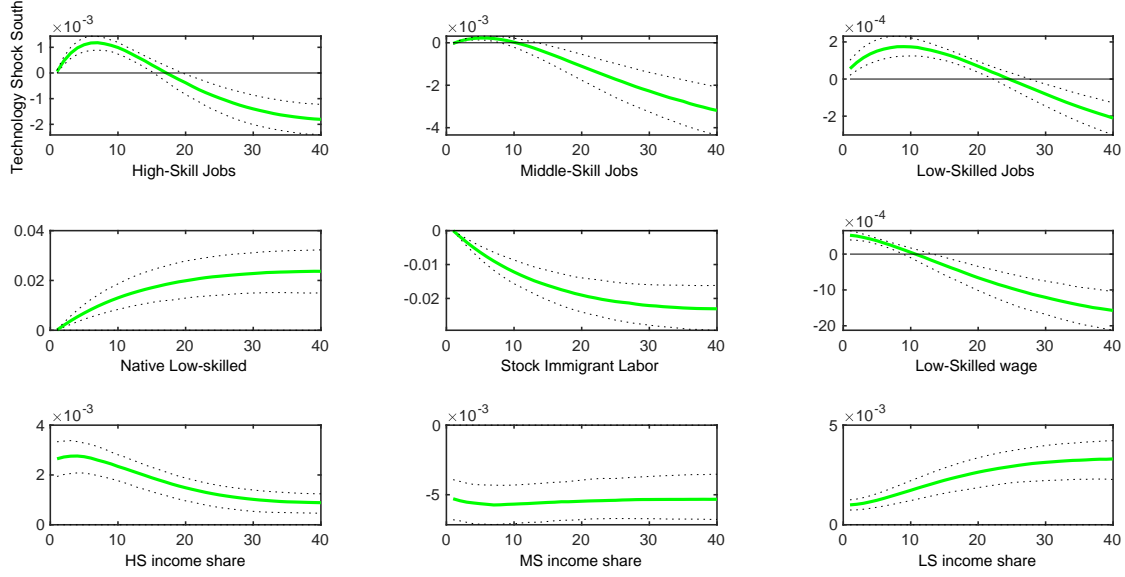 Technology Shock South
×10-3
1
0
-1
-2
0 10 20 30 40
High-Skill Jobs
×10-3
0
-2
-4
0 10 20 30 40
Middle-Skill Jobs
×10-4
2
0
-2
0 10 20 30 40
Low-Skilled Jobs
0.04
0.02
0
0 10 20 30 40
Native Low-skilled
0
-0.01
-0.02
0 10 20 30 40
Stock Immigrant Labor
×10-4
0
-10
-20
0 10 20 30 40
Low-Skilled wage
×10-3
4
2
0
0 10 20 30 40
HS income share
×10-3
0
-5
0 10 20 30 40
MS income share
×10-3
5
0
0 10 20 30 40
LS income share